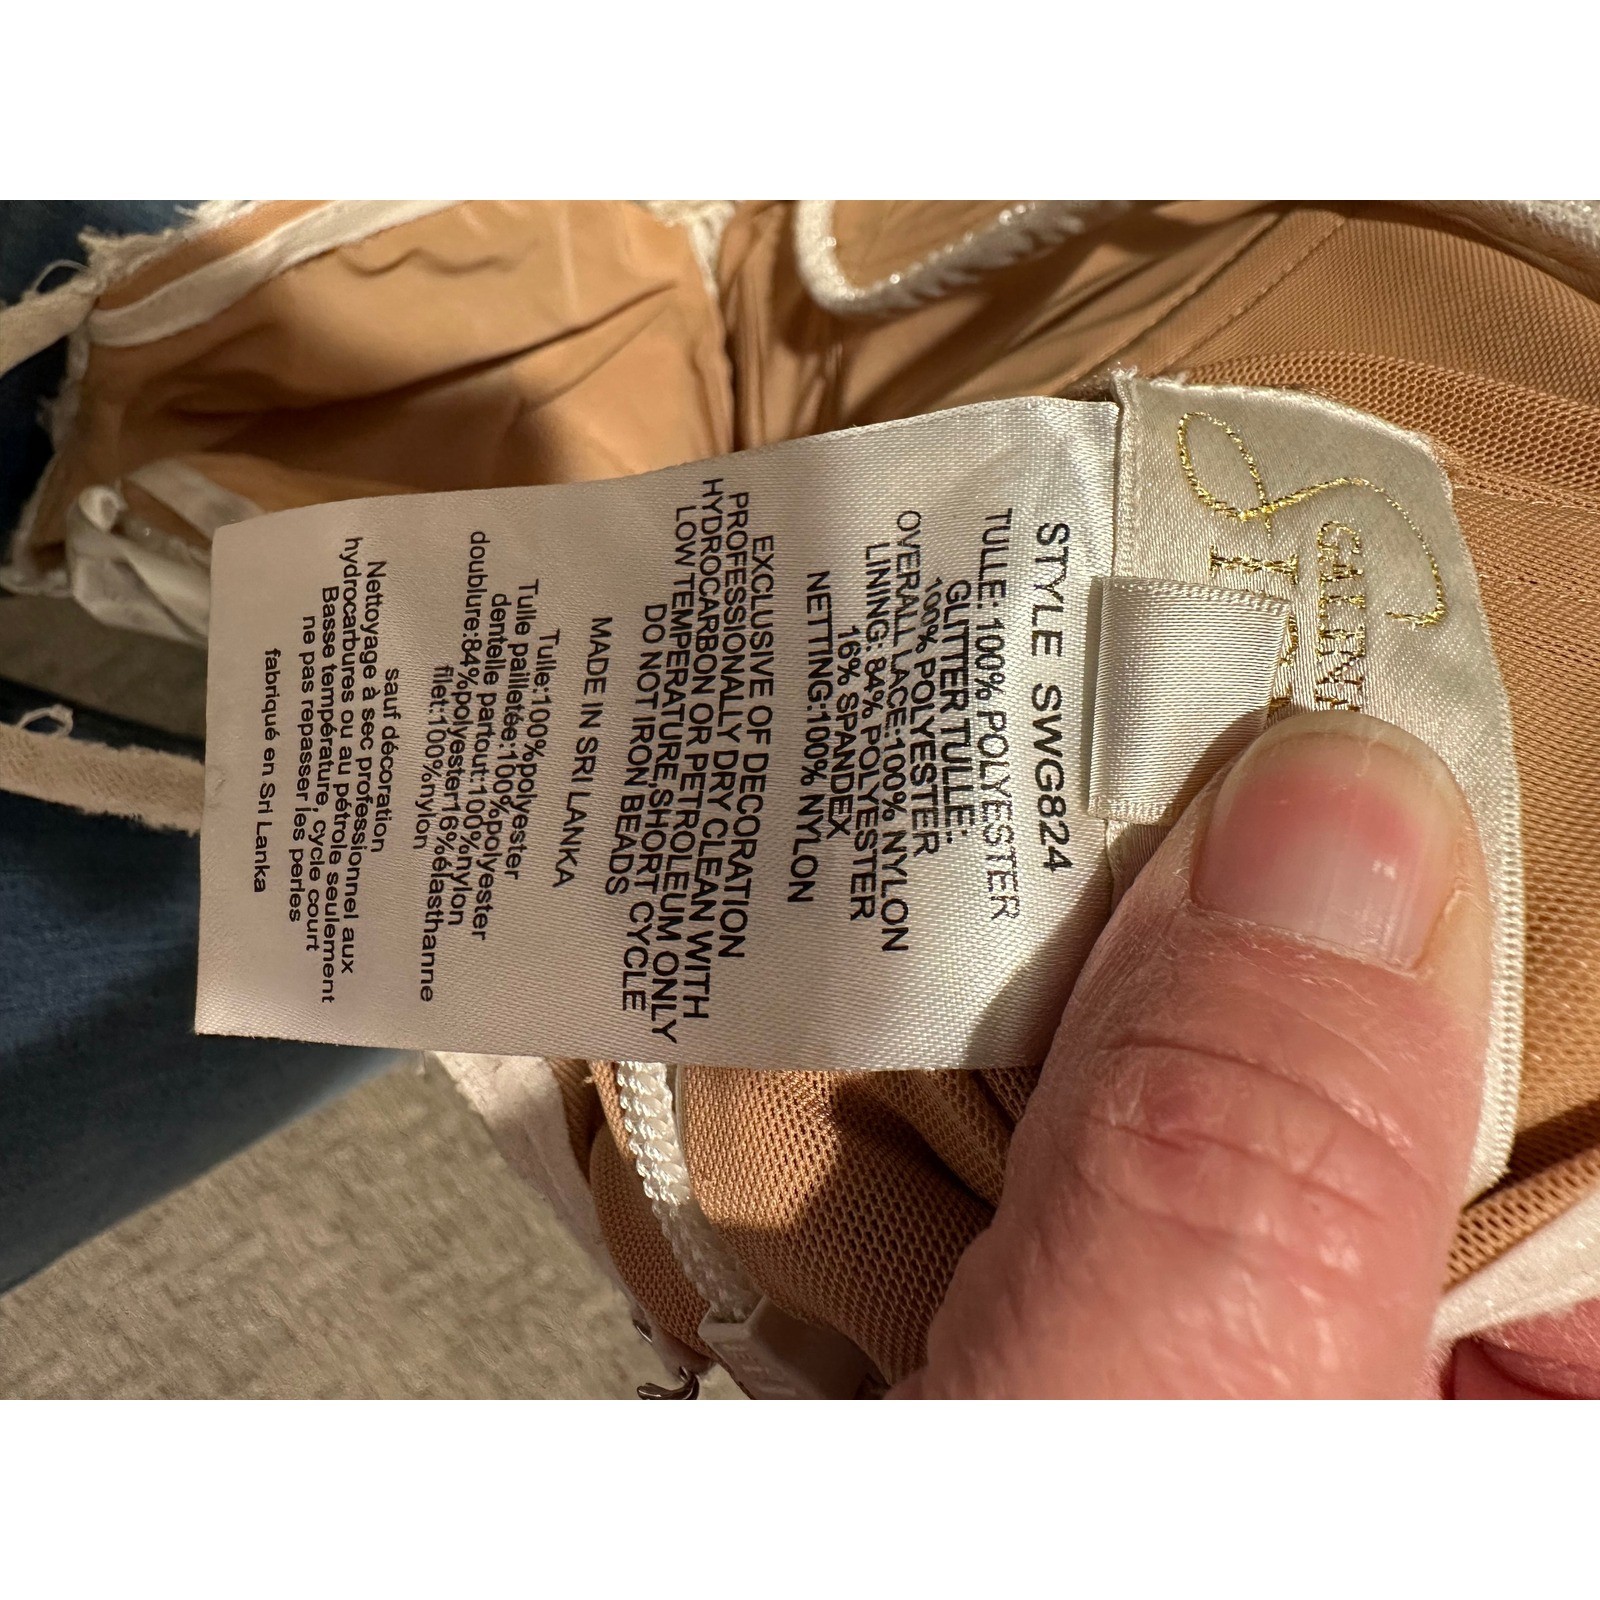 GALINA
STYLE SWG824
TULLE: 100% POLYESTER
GLITTER TULLE:
100% POLYESTER
OVERALL LACE:100% NYLON
LINING: 84% POLYESTER
16% SPANDEX
NETTING:100% NYLON
EXCLUSIVE OF DECORATION
PROFESSIONALLY DRY CLEAN WITH
HYDROCARBON OR PETROLEUM ONLY
LOW TEMPERATURE,SHORT CYCLE
DO NOT IRON BEADS
MADE IN SRI LANKA
Tulle:100%polyester
Tulle pailletée:100%polyester
dentelle partout:100%nylon
doublure:84%polyester16%élasthanne
filet:100%nylon
sauf décoration
Nettoyage à sec professionnel aux
hydrocarbures ou au pétrole seulement
Basse température, cycle court
ne pas repasser les perles
fabriqué en Sri Lanka